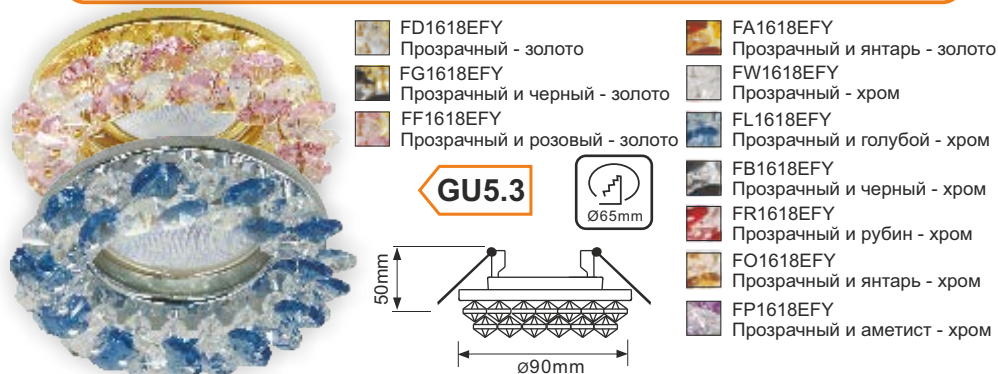 FD1618EFY
Прозрачный - золото
FG1618EFY
Прозрачный и черный - золото
FF1618EFY
Прозрачный и розовый - золото
FA1618EFY
Прозрачный и янтарь - золото
FW1618EFY
Прозрачный - хром
FL1618EFY
Прозрачный и голубой - хром
FB1618EFY
Прозрачный и черный - хром
FR1618EFY
Прозрачный и рубин - хром
FO1618EFY
Прозрачный и янтарь - хром
FP1618EFY
Прозрачный и аметист - хром
GU5.3
Ø65mm
50mm
ø90mm